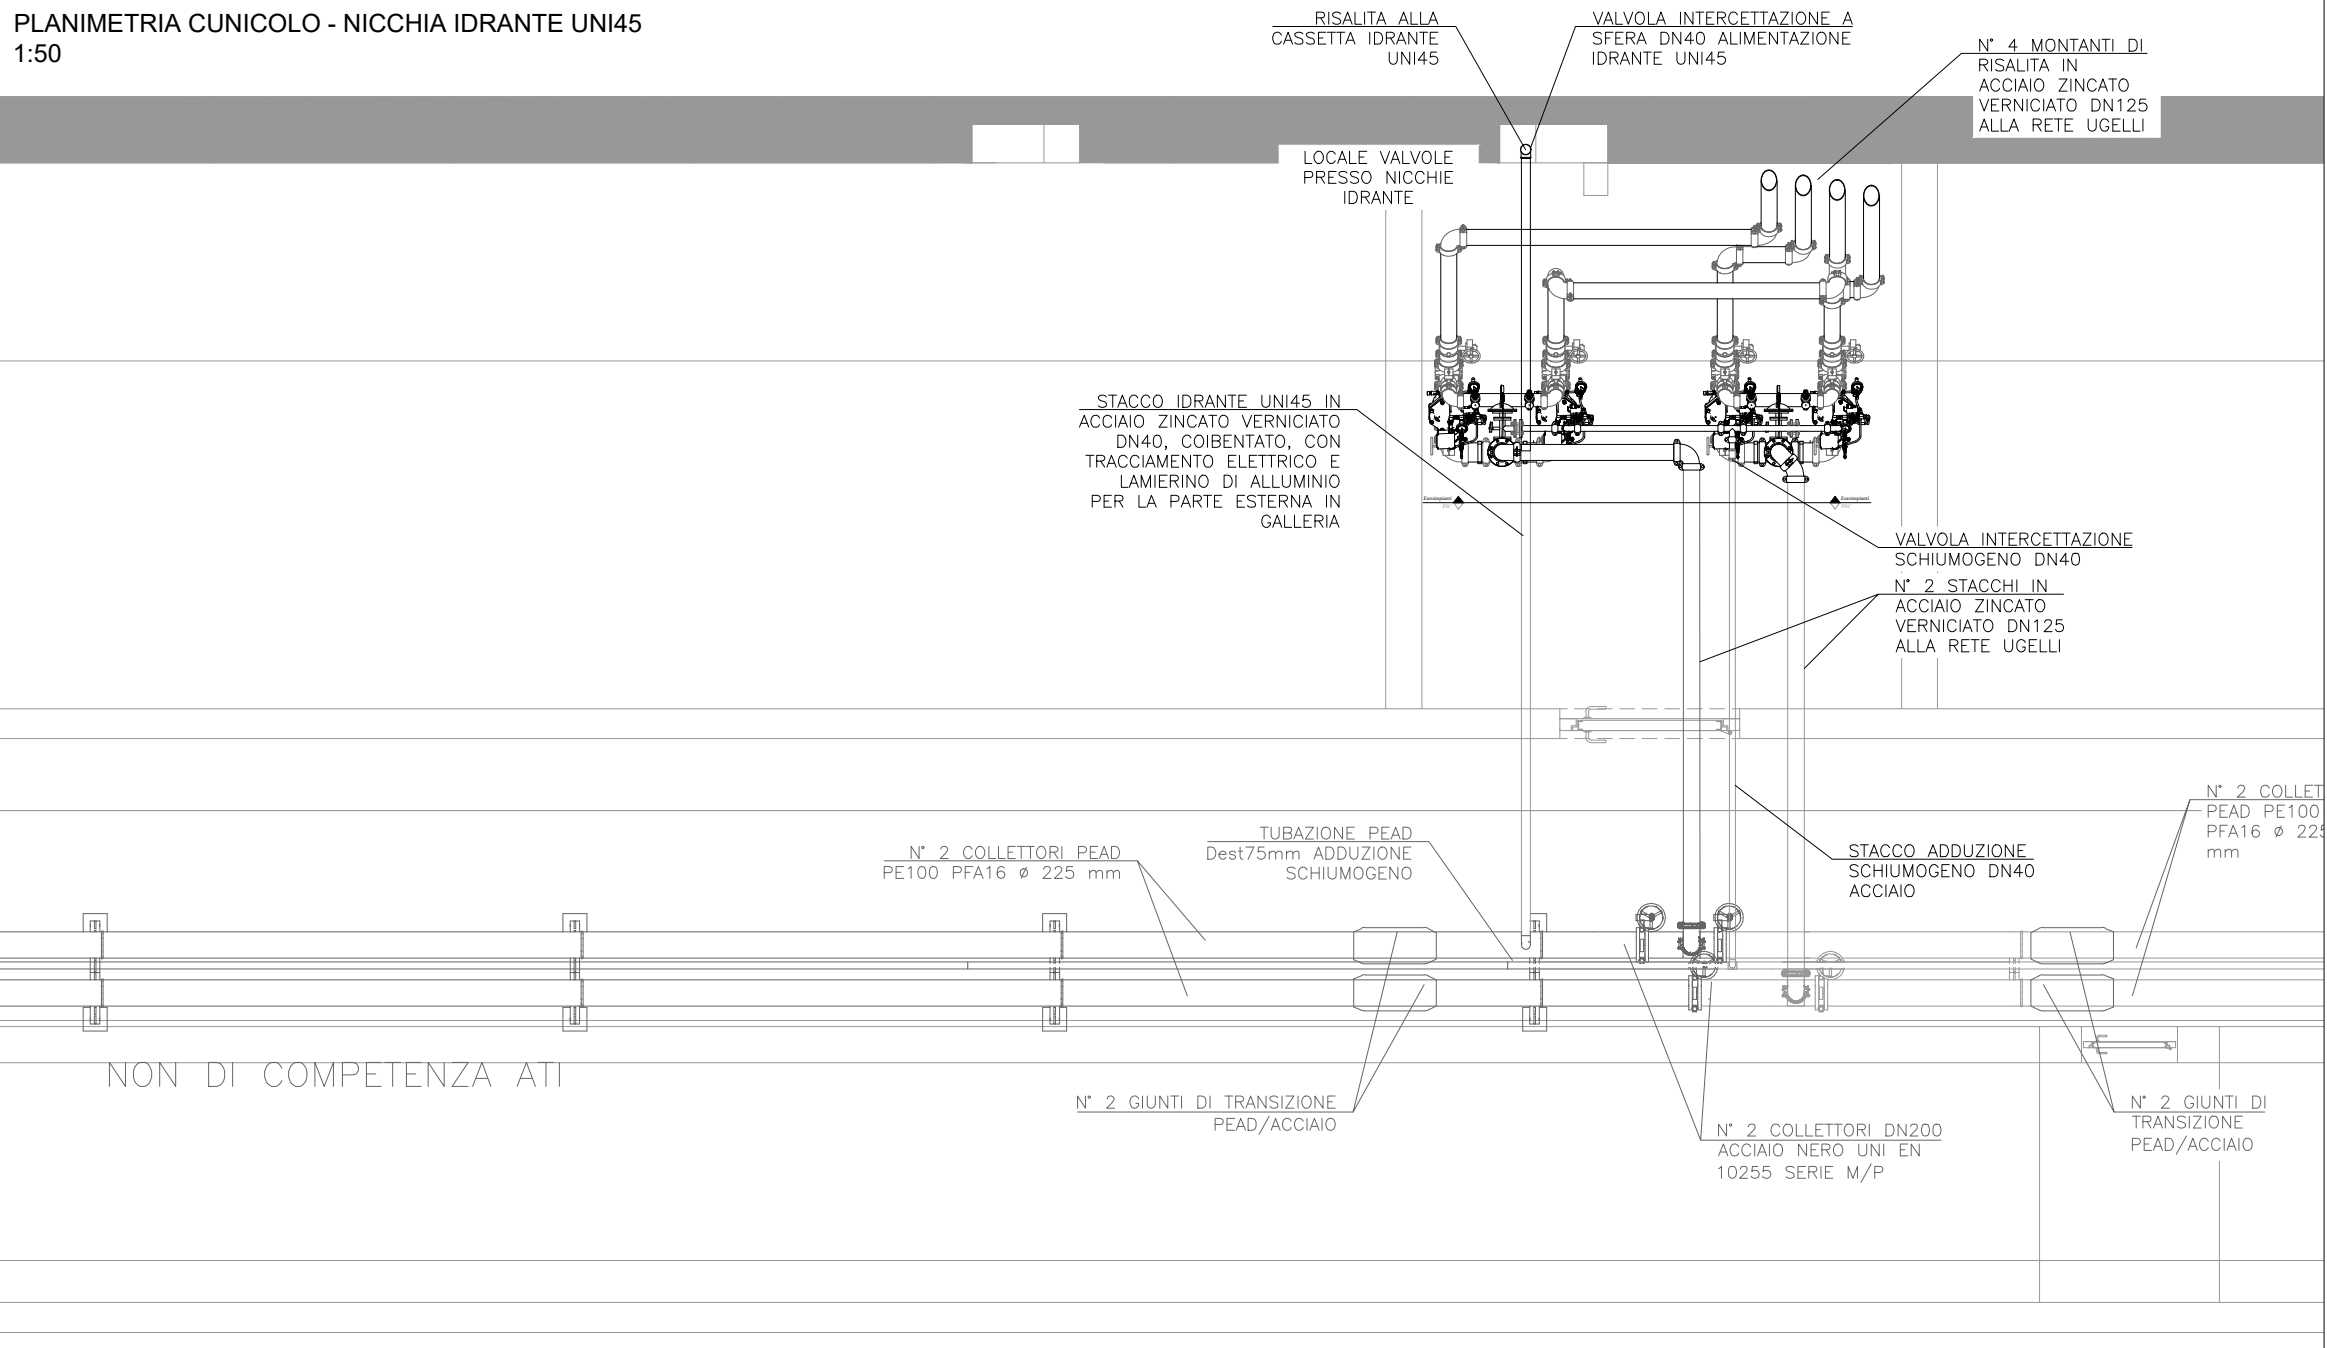 PLANIMETRIA CUNICOLO - NICCHIA IDRANTE UNI45
1:50
RISALITA ALLA
CASSETTA IDRANTE
UNI45
VALVOLA INTERCETTAZIONE A
SFERA DN40 ALIMENTAZIONE
IDRANTE UNI45
N° 4 MONTANTI DI
RISALITA IN
ACCIAIO ZINCATO
VERNICIATO DN125
ALLA RETE UGELLI
LOCALE VALVOLE
PRESSO NICCHIE
IDRANTE
STACCO IDRANTE UNI45 IN
ACCIAIO ZINCATO VERNICIATO
DN40, COIBENTATO, CON
TRACCIAMENTO ELETTRICO E
LAMIERINO DI ALLUMINIO
PER LA PARTE ESTERNA IN
GALLERIA
VALVOLA INTERCETTAZIONE
SCHIUMOGENO DN40
N° 2 STACCHI IN
ACCIAIO ZINCATO
VERNICIATO DN125
ALLA RETE UGELLI
N° 2 COLLET
PEAD PE100
PFA16 ø 225
mm
TUBAZIONE PEAD
Dest75mm ADDUZIONE
SCHIUMOGENO
N° 2 COLLETTORI PEAD
PE100 PFA16 ø 225 mm
STACCO ADDUZIONE
SCHIUMOGENO DN40
ACCIAIO
NON DI COMPETENZA ATI
N° 2 GIUNTI DI TRANSIZIONE
PEAD/ACCIAIO
N° 2 COLLETTORI DN200
ACCIAIO NERO UNI EN
10255 SERIE M/P
N° 2 GIUNTI DI
TRANSIZIONE
PEAD/ACCIAIO